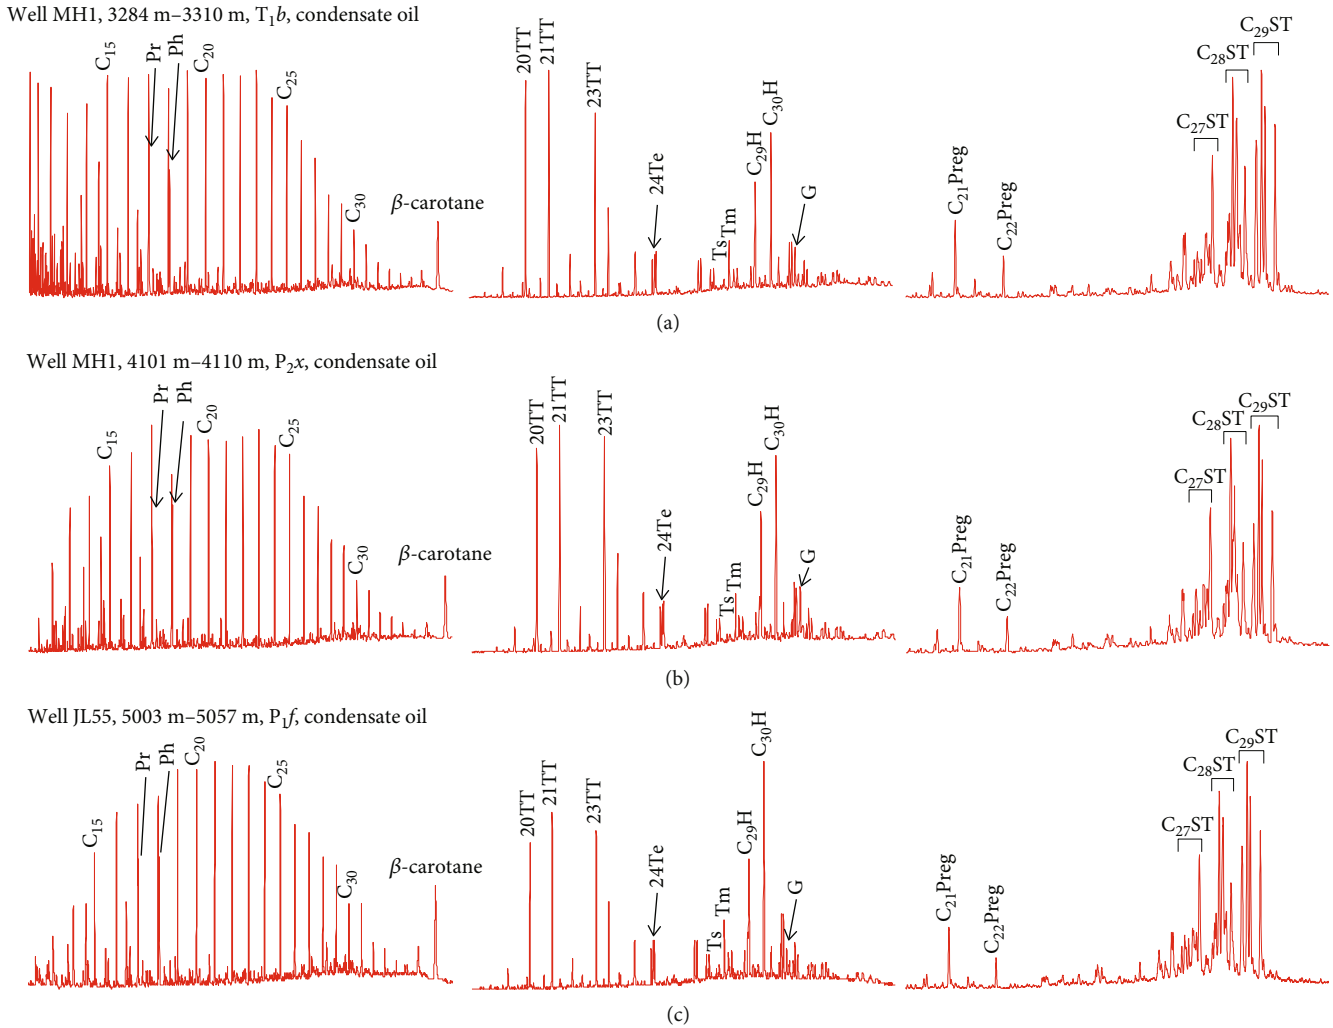 Well MH1, 3284 m–3310 m, T₁b, condensate oil
C₁₅ Pr Ph C₂₀ C₂₅ C₃₀ β-carotane
20TT 21TT 23TT 24Te Ts Tm C₂₉H C₃₀H G
C₂₁Preg C₂₂Preg C₂₇ST C₂₈ST C₂₉ST
(a)
Well MH1, 4101 m–4110 m, P₂x, condensate oil
C₁₅ Pr Ph C₂₀ C₂₅ C₃₀ β-carotane
20TT 21TT 23TT 24Te Ts Tm C₂₉H C₃₀H G
C₂₁Preg C₂₂Preg C₂₇ST C₂₈ST C₂₉ST
(b)
Well JL55, 5003 m–5057 m, P₁f, condensate oil
C₁₅ Pr Ph C₂₀ C₂₅ C₃₀ β-carotane
20TT 21TT 23TT 24Te Ts Tm C₂₉H C₃₀H G
C₂₁Preg C₂₂Preg C₂₇ST C₂₈ST C₂₉ST
(c)